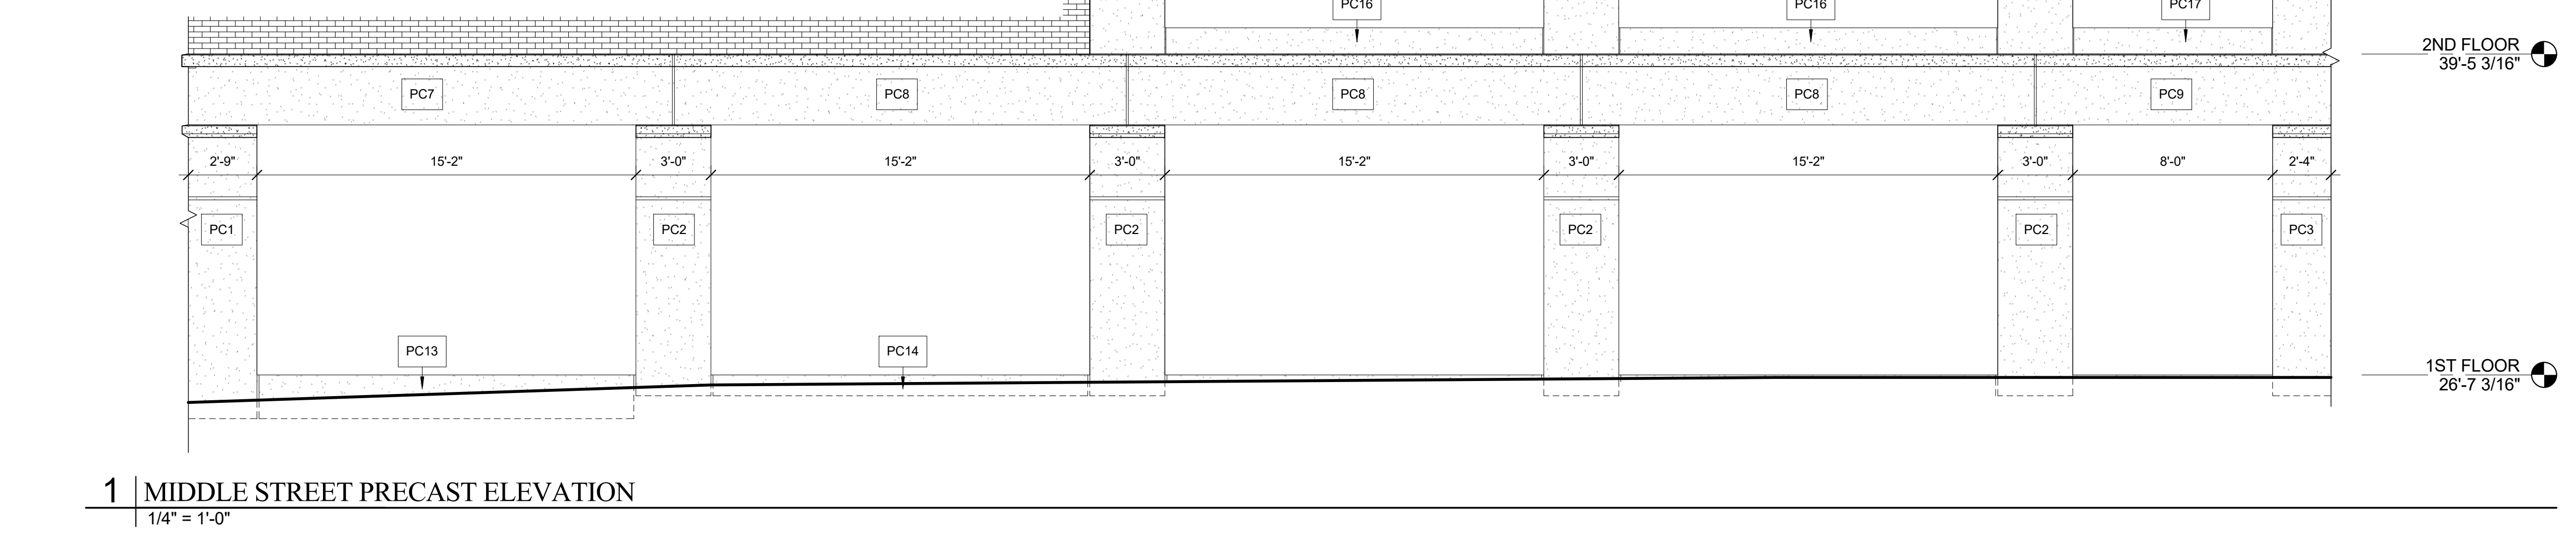 PC16
PC16
PC17
2ND FLOOR
39'-5 3/16"
PC7
PC8
PC8
PC8
PC9
2'-9"
15'-2"
3'-0"
15'-2"
3'-0"
15'-2"
3'-0"
15'-2"
3'-0"
8'-0"
2'-4"
PC1
PC2
PC2
PC2
PC2
PC3
PC13
PC14
1ST FLOOR
26'-7 3/16"
1
MIDDLE STREET PRECAST ELEVATION
1/4" = 1'-0"